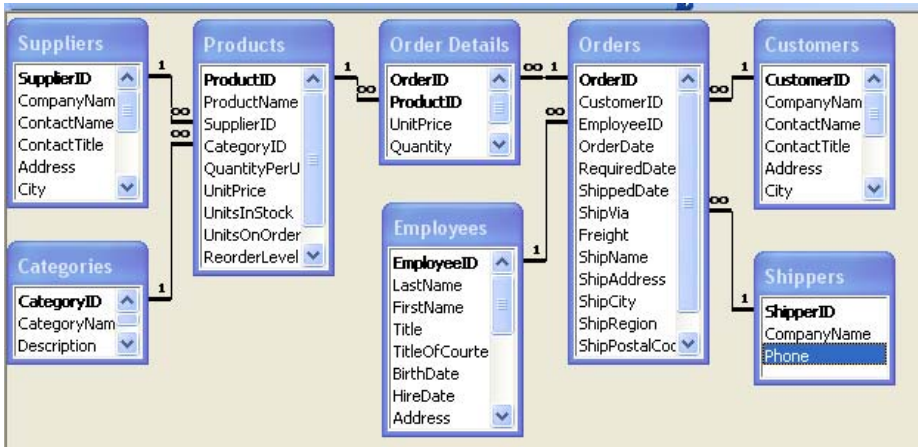 Suppliers
SupplierID
CompanyNam
ContactName
ContactTitle
Address
City
Categories
CategoryID
CategoryNam
Description
Products
ProductID
ProductName
SupplierID
CategoryID
QuantityPerU
UnitPrice
UnitsInStock
UnitsOnOrder
ReorderLevel
Order Details
OrderID
ProductID
UnitPrice
Quantity
Employees
EmployeeID
LastName
FirstName
Title
TitleOfCourte
BirthDate
HireDate
Address
Orders
OrderID
CustomerID
EmployeeID
OrderDate
RequiredDate
ShippedDate
ShipVia
Freight
ShipName
ShipAddress
ShipCity
ShipRegion
ShipPostalCoc
Customers
CustomerID
CompanyNam
ContactName
ContactTitle
Address
City
Shippers
ShipperID
CompanyName
Phone
1
∞
∞
1
1
∞
∞ 1
∞
1
∞
1
∞
1